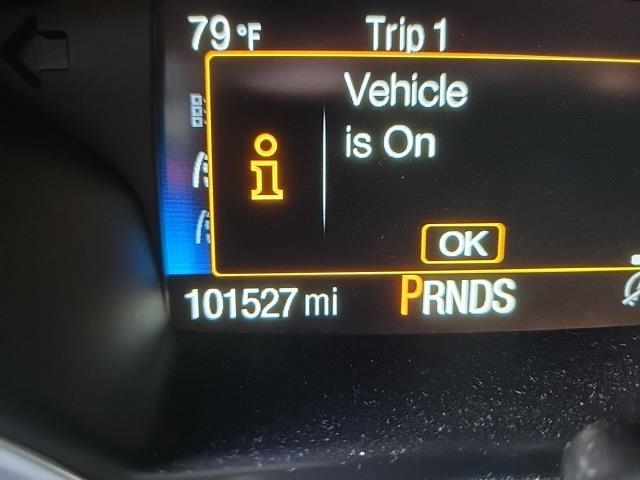 79°F Trip 1
Vehicle
is On
i
OK
101527 mi PRNDS